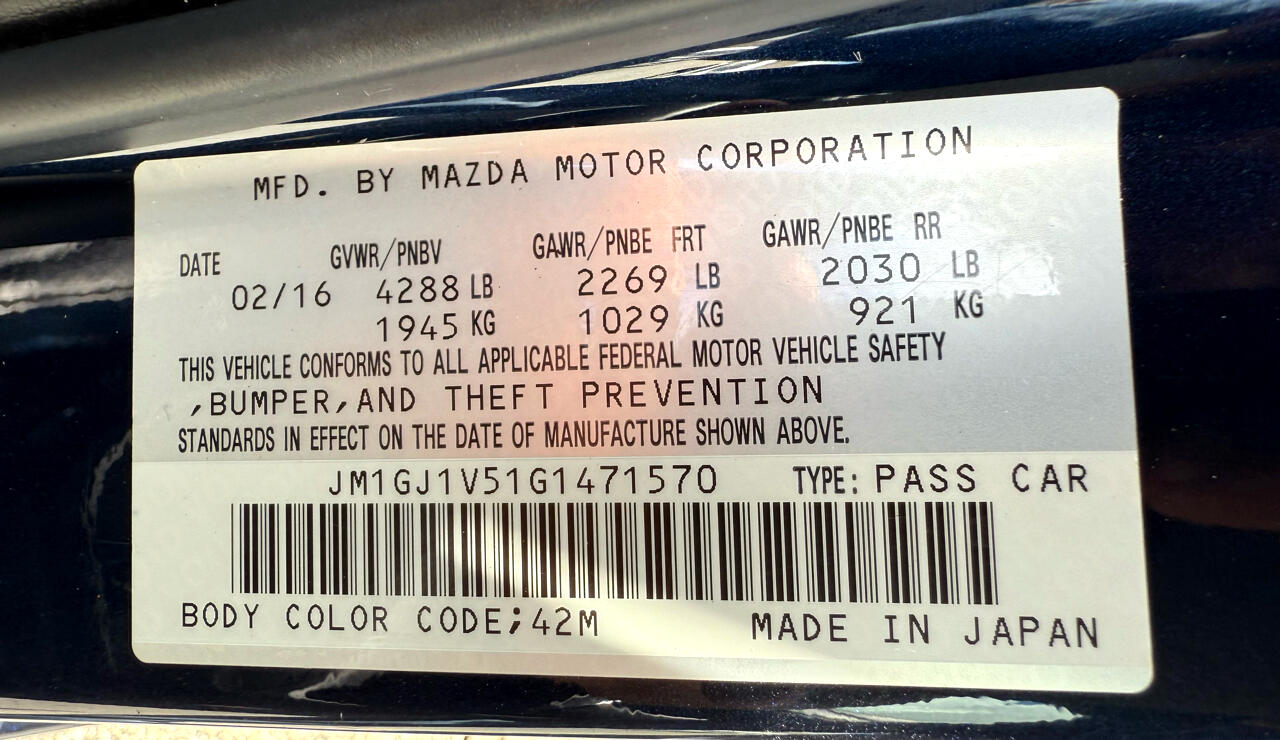 MFD. BY MAZDA MOTOR CORPORATION
DATE GVWR/PNBV GAWR/PNBE FRT GAWR/PNBE RR
02/16 4288 LB 2269 LB 2030 LB
1945 KG 1029 KG 921 KG
THIS VEHICLE CONFORMS TO ALL APPLICABLE FEDERAL MOTOR VEHICLE SAFETY
,BUMPER,AND THEFT PREVENTION
STANDARDS IN EFFECT ON THE DATE OF MANUFACTURE SHOWN ABOVE.
JM1GJ1V51G1471570 TYPE: PASS CAR
BODY COLOR CODE;42M MADE IN JAPAN